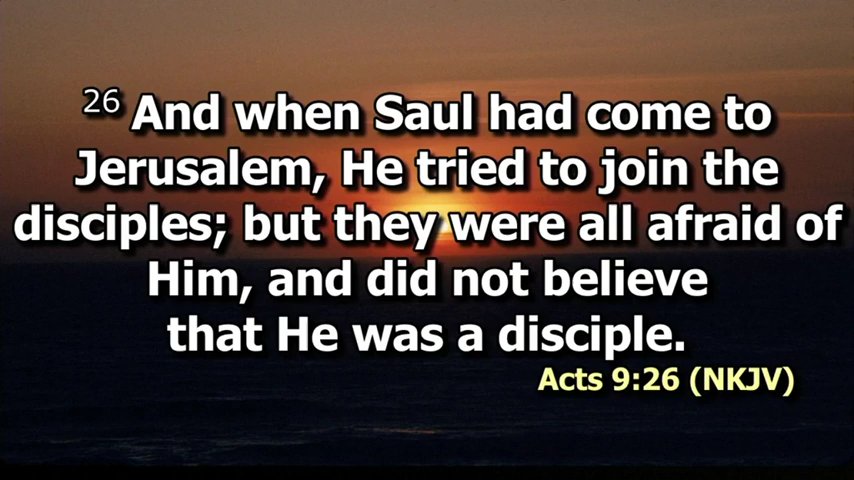 26 And when Saul had come to
Jerusalem, He tried to join the
disciples; but they were all afraid of
Him, and did not believe
that He was a disciple.
Acts 9:26 (NKJV)